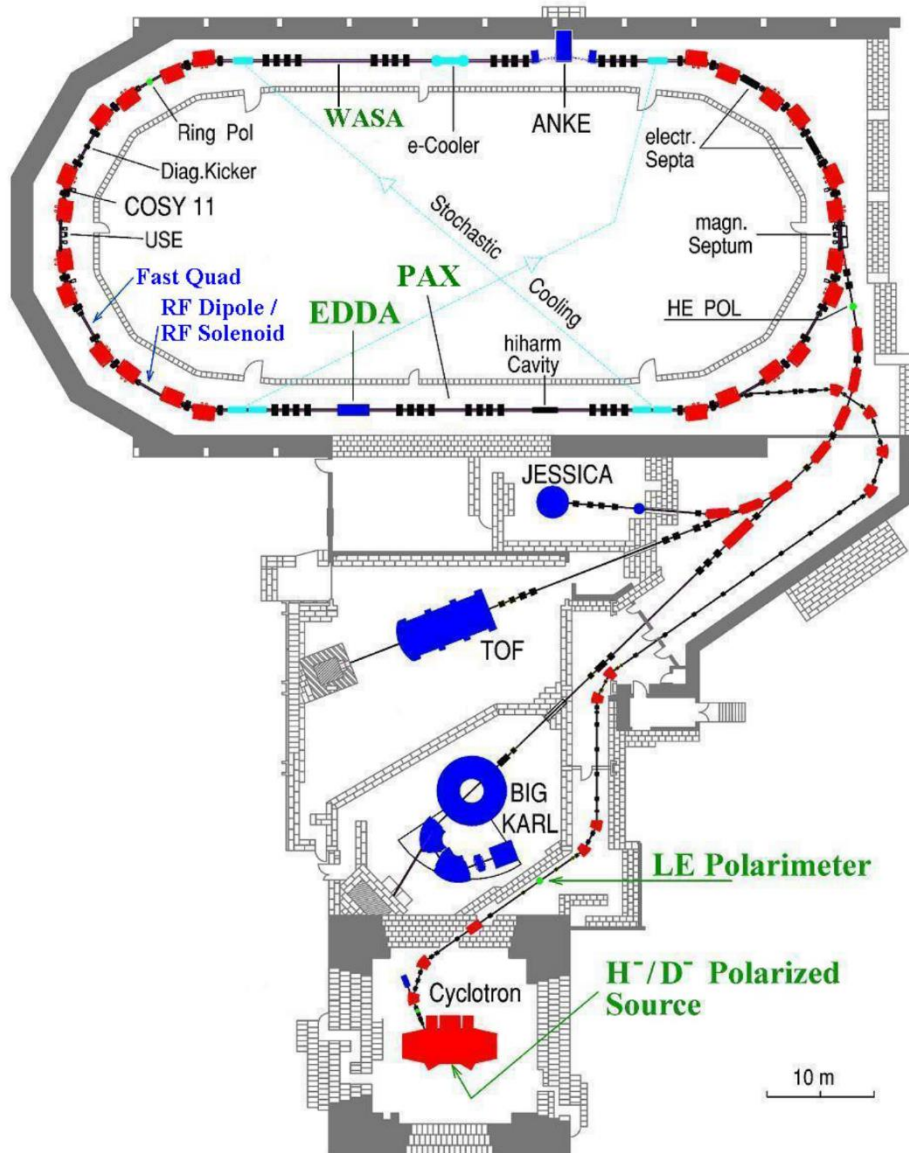 Ring Pol
WASA
e-Cooler
ANKE
electr.
Septa
Diag.Kicker
COSY 11
USE
Stochastic
Cooling
magn.
Septum
Fast Quad
RF Dipole /
RF Solenoid
EDDA
PAX
HE POL
hiharm
Cavity
JESSICA
TOF
BIG
KARL
LE Polarimeter
H⁻/D⁻ Polarized
Source
Cyclotron
10 m